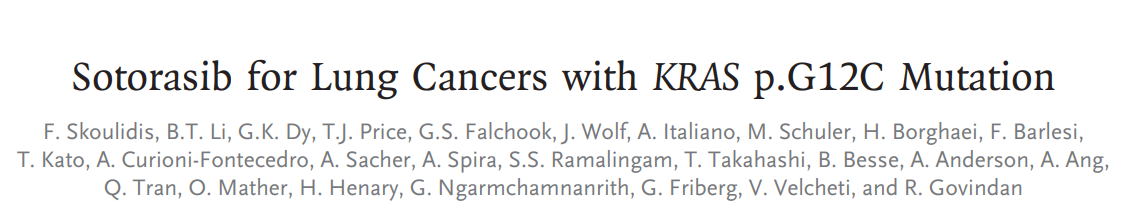 Sotorasib for Lung Cancers with KRAS p.G12C Mutation
F. Skoulidis, B.T. Li, G.K. Dy, T.J. Price, G.S. Falchook, J. Wolf, A. Italiano, M. Schuler, H. Borghaei, F. Barlesi,
T. Kato, A. Curioni-Fontecedro, A. Sacher, A. Spira, S.S. Ramalingam, T. Takahashi, B. Besse, A. Anderson, A. Ang,
Q. Tran, O. Mather, H. Henary, G. Ngarmchamnanrith, G. Friberg, V. Velcheti, and R. Govindan